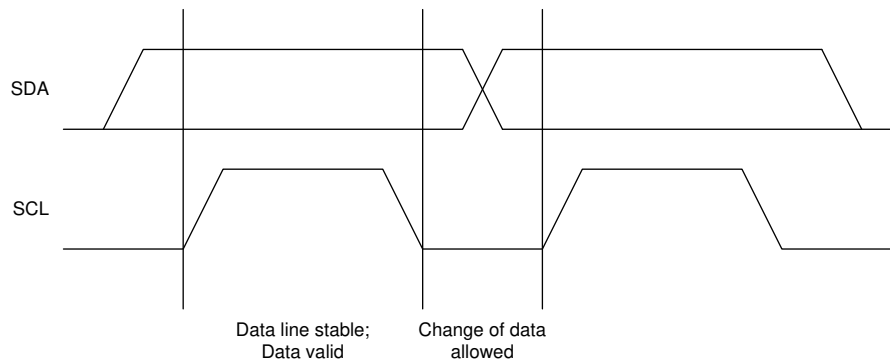 SDA
SCL
Data line stable;
Data valid
Change of data
allowed